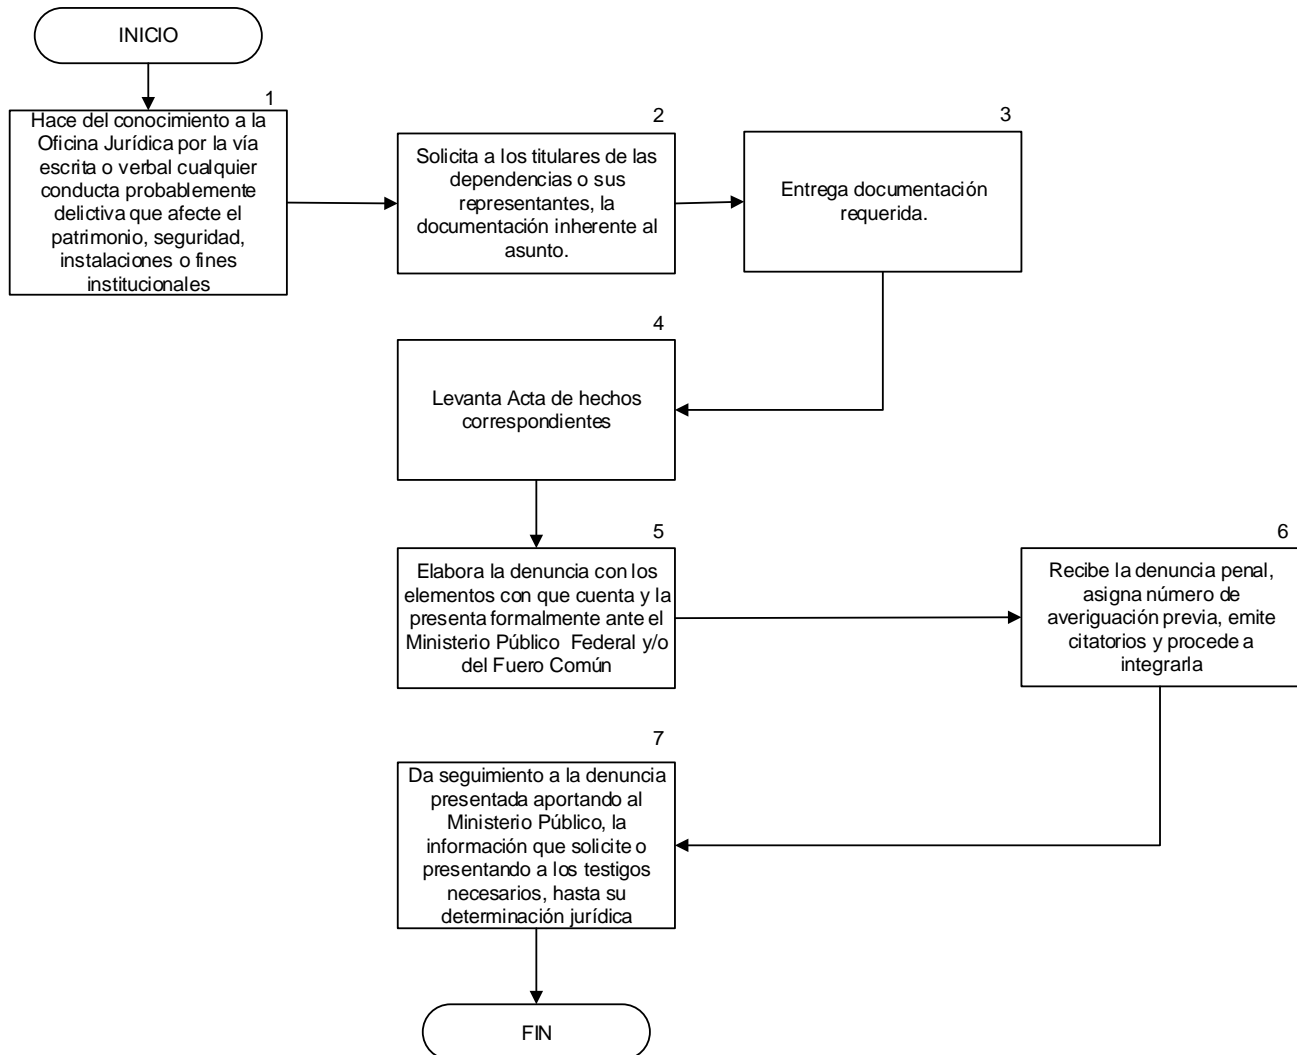 INICIO
1
Hace del conocimiento a la
Oficina Jurídica por la vía
escrita o verbal cualquier
conducta probablemente
delictiva que afecte el
patrimonio, seguridad,
instalaciones o fines
institucionales
2
Solicita a los titulares de las
dependencias o sus
representantes, la
documentación inherente al
asunto.
3
Entrega documentación
requerida.
4
Levanta Acta de hechos
correspondientes
5
Elabora la denuncia con los
elementos con que cuenta y la
presenta formalmente ante el
Ministerio Público Federal y/o
del Fuero Común
6
Recibe la denuncia penal,
asigna número de
averiguación previa, emite
citatorios y procede a
integrarla
7
Da seguimiento a la denuncia
presentada aportando al
Ministerio Público, la
información que solicite o
presentando a los testigos
necesarios, hasta su
determinación jurídica
FIN